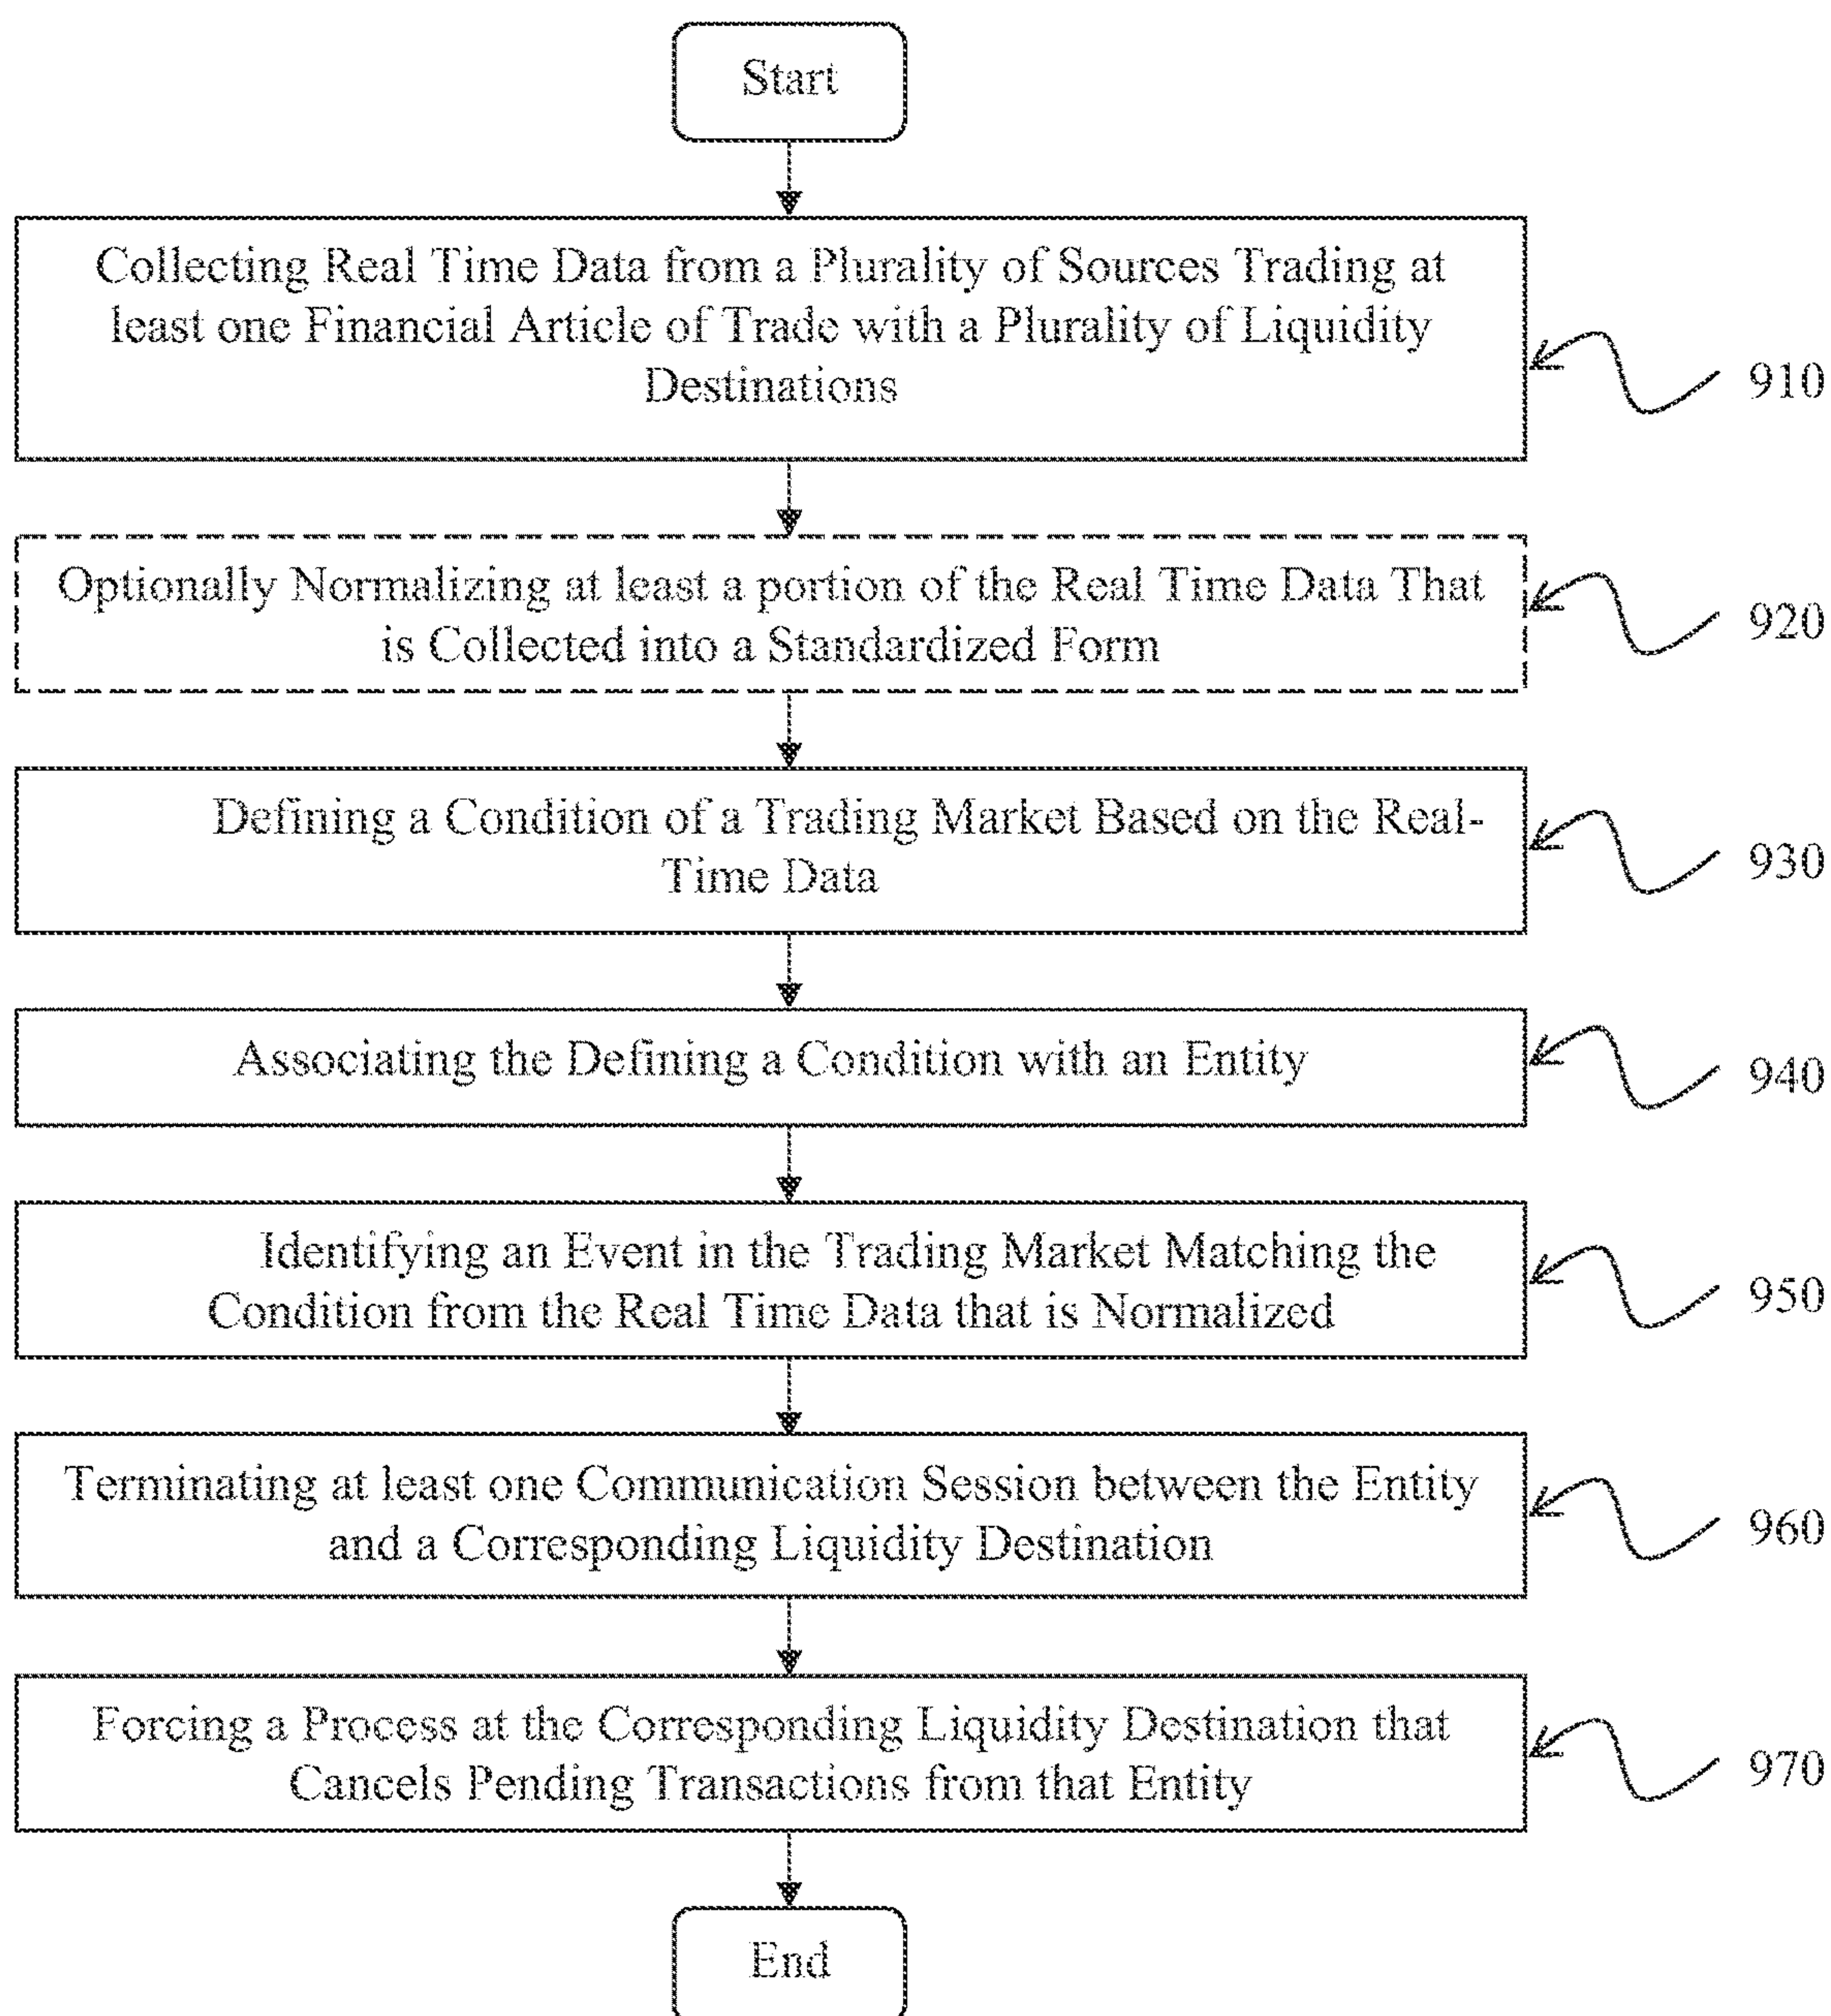 Start
Collecting Real Time Data from a Plurality of Sources Trading at
least one Financial Article of Trade with a Plurality of Liquidity
Destinations
910
Optionally Normalizing at least a portion of the Real Time Data That
is Collected into a Standardized Form
920
Defining a Condition of a Trading Market Based on the Real-
Time Data
930
Associating the Defining a Condition with an Entity
940
Identifying an Event in the Trading Market Matching the
Condition from the Real Time Data that is Normalized
950
Terminating at least one Communication Session between the Entity
and a Corresponding Liquidity Destination
960
Forcing a Process at the Corresponding Liquidity Destination that
Cancels Pending Transactions from that Entity
970
End